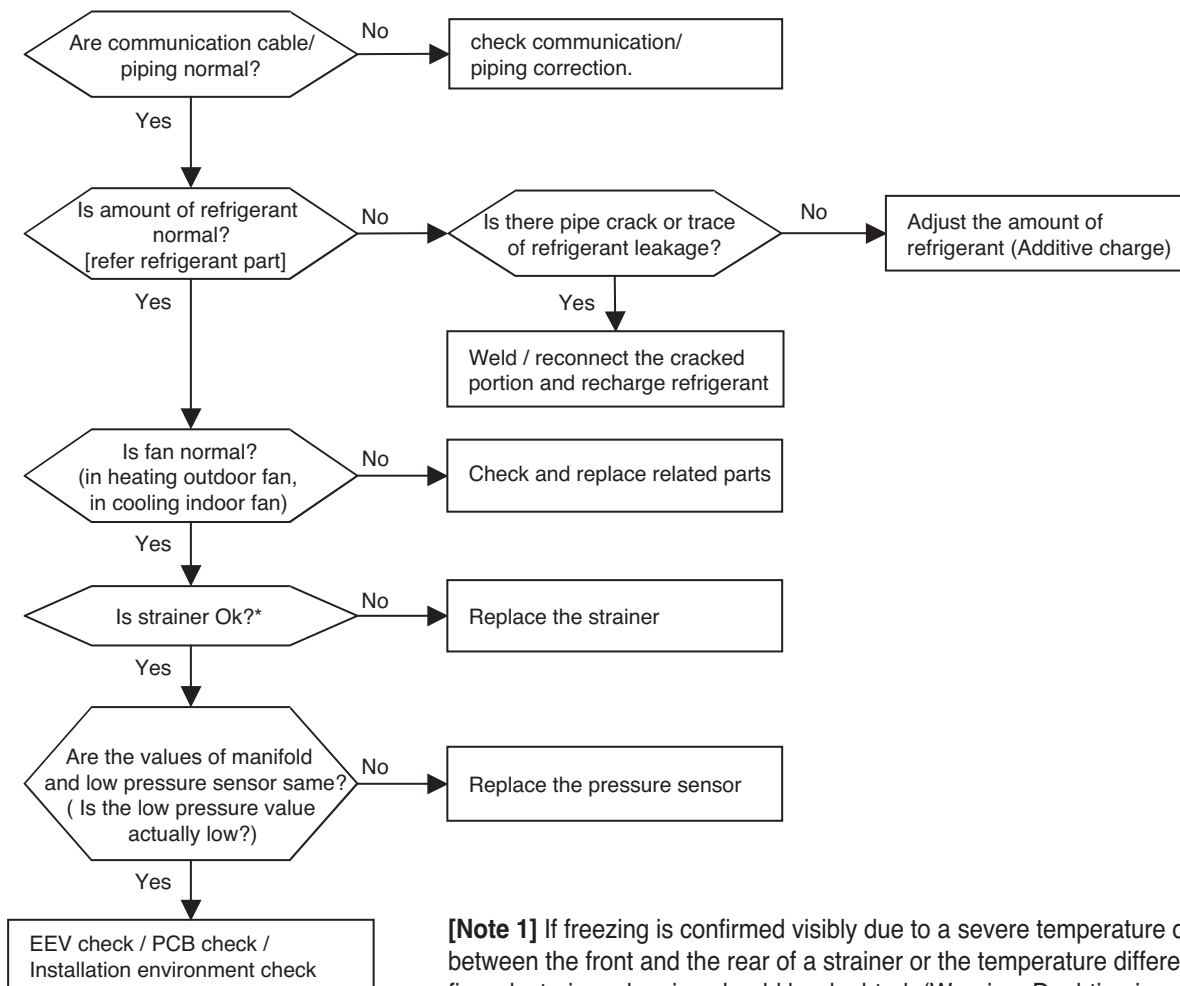 Are communication cable/
piping normal?
No
check communication/
piping correction.
Yes
Is amount of refrigerant
normal?
[refer refrigerant part]
No
Is there pipe crack or trace
of refrigerant leakage?
No
Adjust the amount of
refrigerant (Additive charge)
Yes
Yes
Weld / reconnect the cracked
portion and recharge refrigerant
Is fan normal?
(in heating outdoor fan,
in cooling indoor fan)
No
Check and replace related parts
Yes
Is strainer Ok?*
No
Replace the strainer
Yes
Are the values of manifold
and low pressure sensor same?
( Is the low pressure value
actually low?)
No
Replace the pressure sensor
Yes
EEV check / PCB check /
Installation environment check
[Note 1] If freezing is confirmed visibly due to a severe temperature
between the front and the rear of a strainer or the temperature